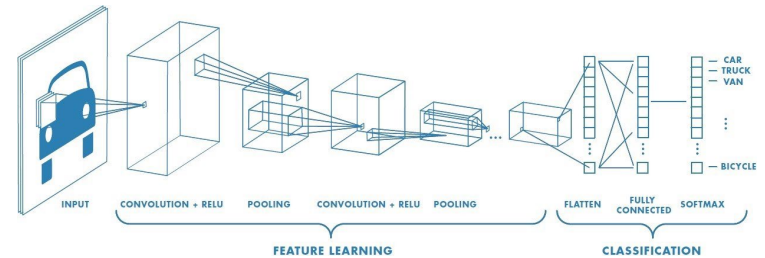 CAR
TRUCK
VAN
BICYCLE
INPUT
CONVOLUTION + RELU
POOLING
CONVOLUTION + RELU
POOLING
FLATTEN
FULLY
CONNECTED
SOFTMAX
FEATURE LEARNING
CLASSIFICATION